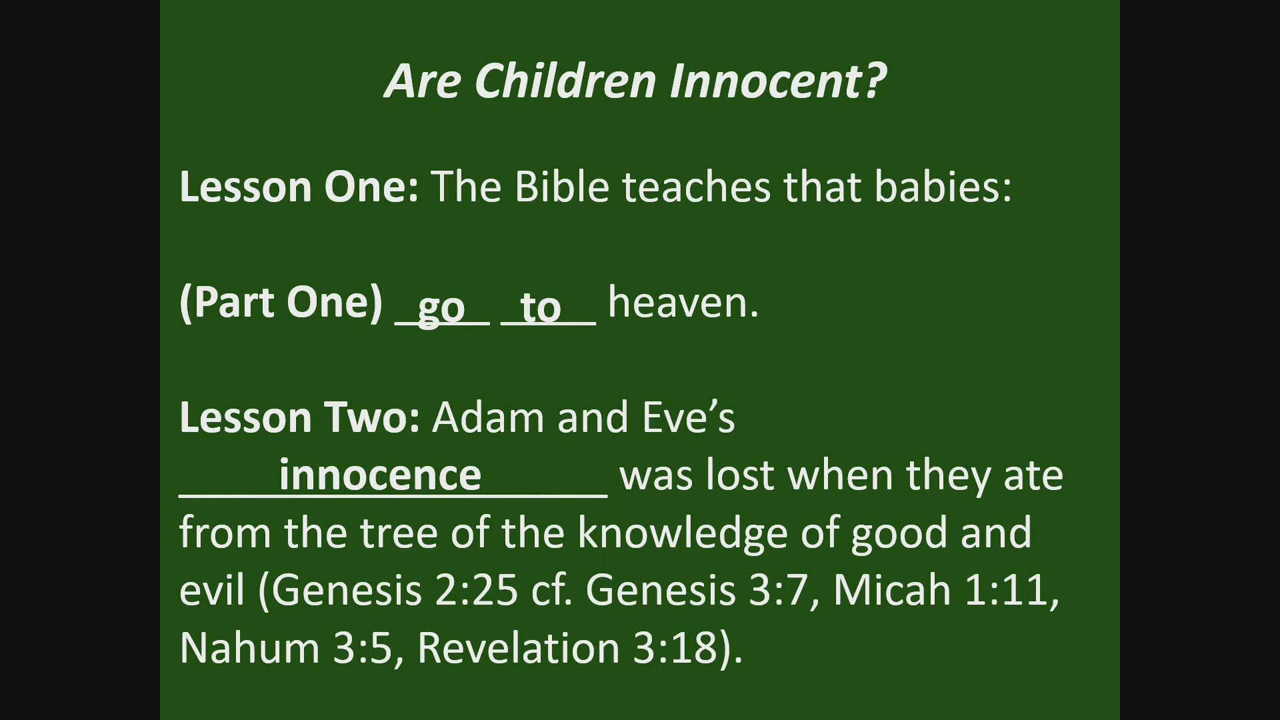 Are Children Innocent?
Lesson One: The Bible teaches that babies:
(Part One) _go_ _to_ heaven.
Lesson Two: Adam and Eve’s
____innocence_____ was lost when they ate
from the tree of the knowledge of good and
evil (Genesis 2:25 cf. Genesis 3:7, Micah 1:11,
Nahum 3:5, Revelation 3:18).